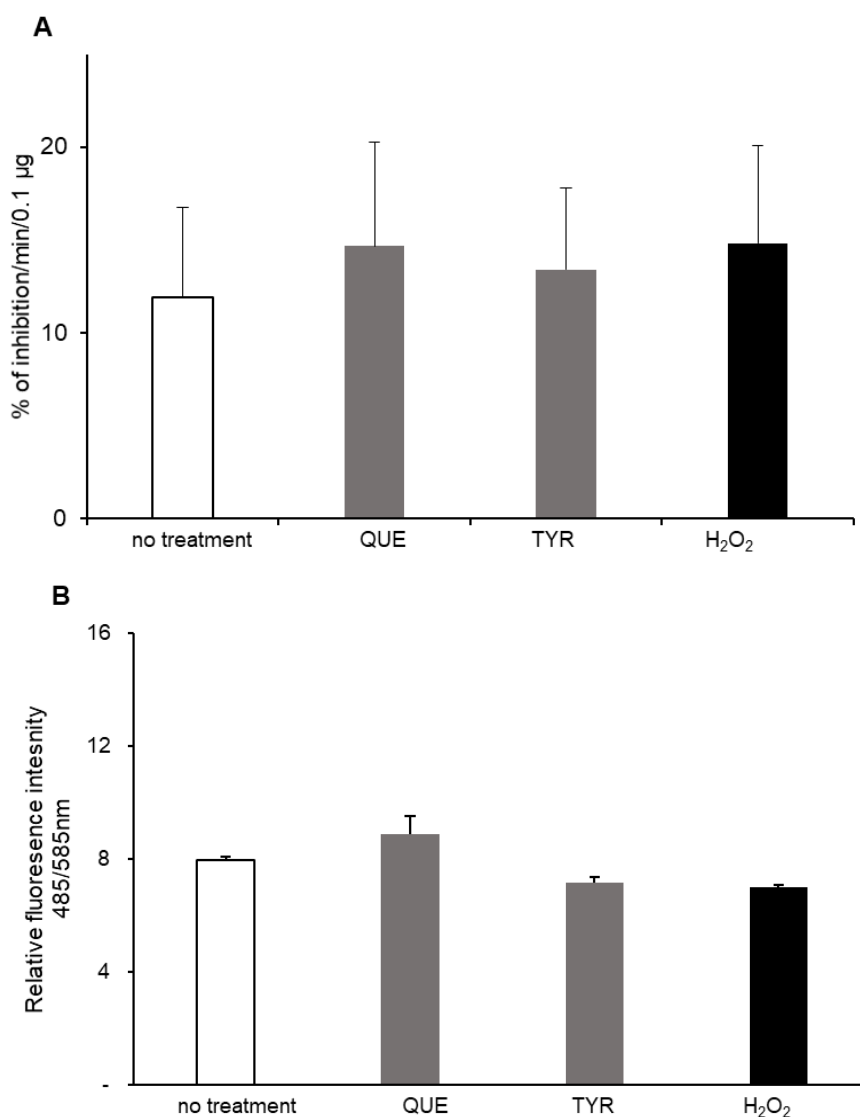 A
% of inhibition/min/0.1 µg
20
10
0
no treatment QUE TYR H₂O₂
B
Relative fluoresence intesnity
485/585nm
16
12
8
4
-
no treatment QUE TYR H₂O₂